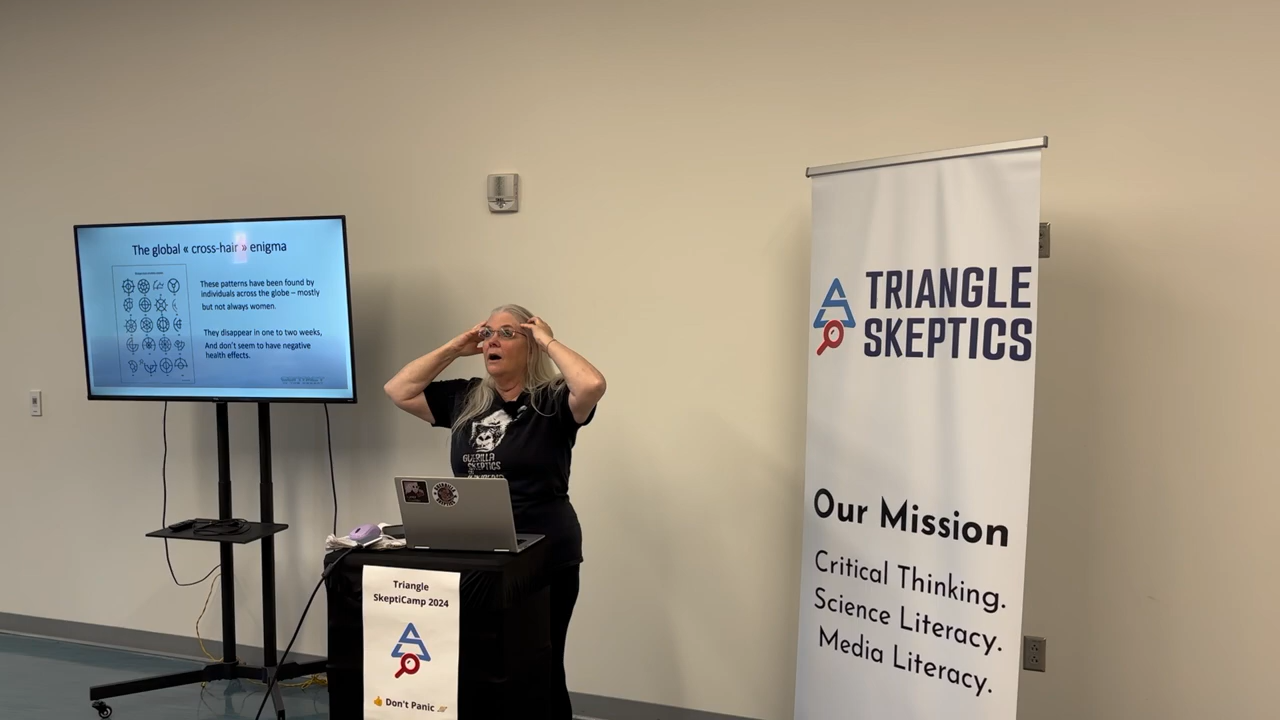 The global « cross-hair » enigma
These patterns have been found by
individuals across the globe – mostly
but not always women.
They disappear in one to two weeks,
And don't seem to have negative
health effects.
GUERILLA
SKEPTICS
Triangle
SkeptiCamp 2024
👍 Don't Panic 🪐
TRIANGLE
SKEPTICS
Our Mission
Critical Thinking.
Science Literacy.
Media Literacy.